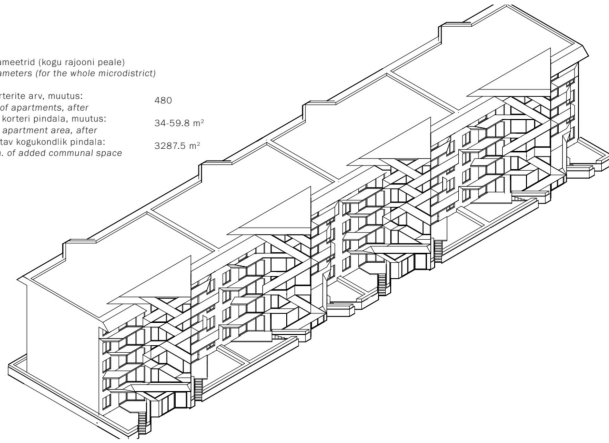 ameetrid (kogu rajooni peale)
ameters (for the whole microdistrict)
rterite arv, muutus:
of apartments, after
480
korteri pindala, muutus:
apartment area, after
34-59.8 m²
tav kogukondlik pindala:
. of added communal space
3287.5 m²